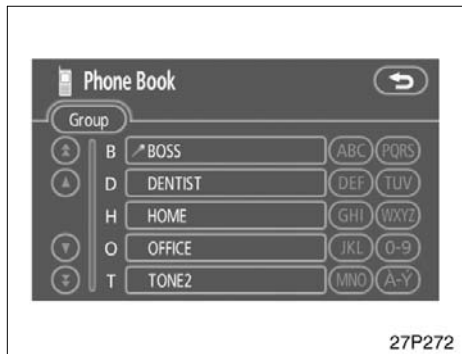 Phone Book
Group
B BOSS ABC PQRS
D DENTIST DEF TUV
H HOME GHI WXYZ
O OFFICE JKL 0-9
T TONE2 MNO À-Ý
27P272